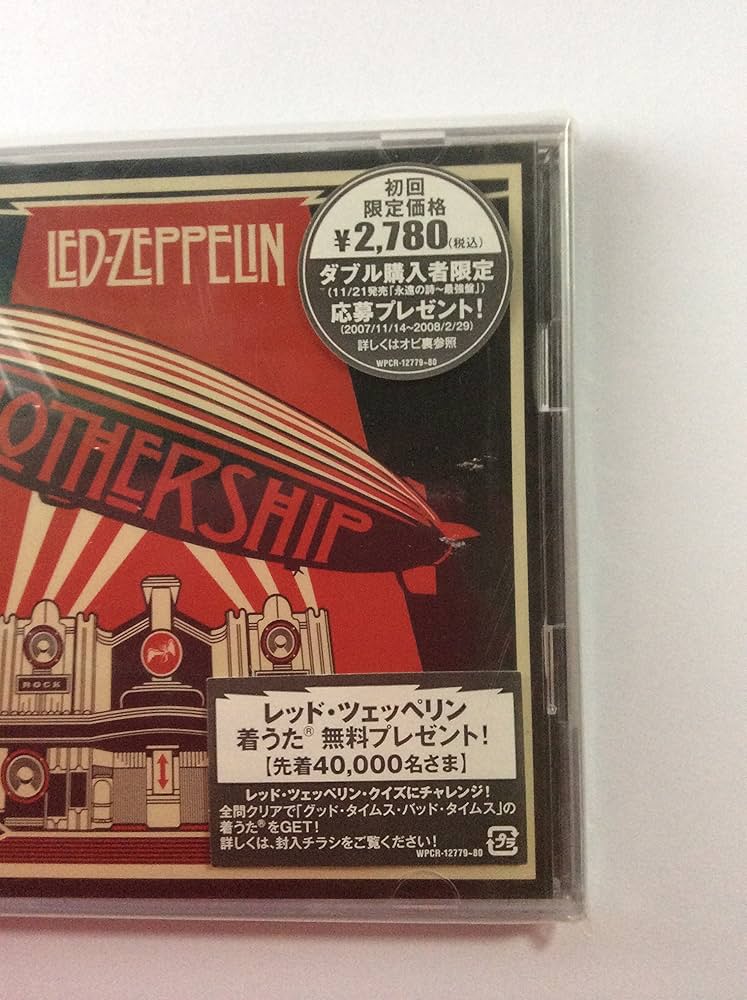 LED-ZEPPELIN
初回
限定価格
¥2,780(税込)
ダブル購入者限定
(11/21発売「永遠の詩~最強盤」)
応募プレゼント!
(2007/11/14~2008/2/29)
詳しくはオビ裏参照
WPCR-12779~80
OTHERSHIP
ROCK
レッド・ツェッペリン
着うた® 無料プレゼント!
【先着40,000名さま】
レッド・ツェッペリン・クイズにチャレンジ!
全問クリアで「グッド・タイムス・バッド・タイムス」の
着うた®をGET!
詳しくは、封入チラシをご覧ください!
WPCR-12779~80
プラ